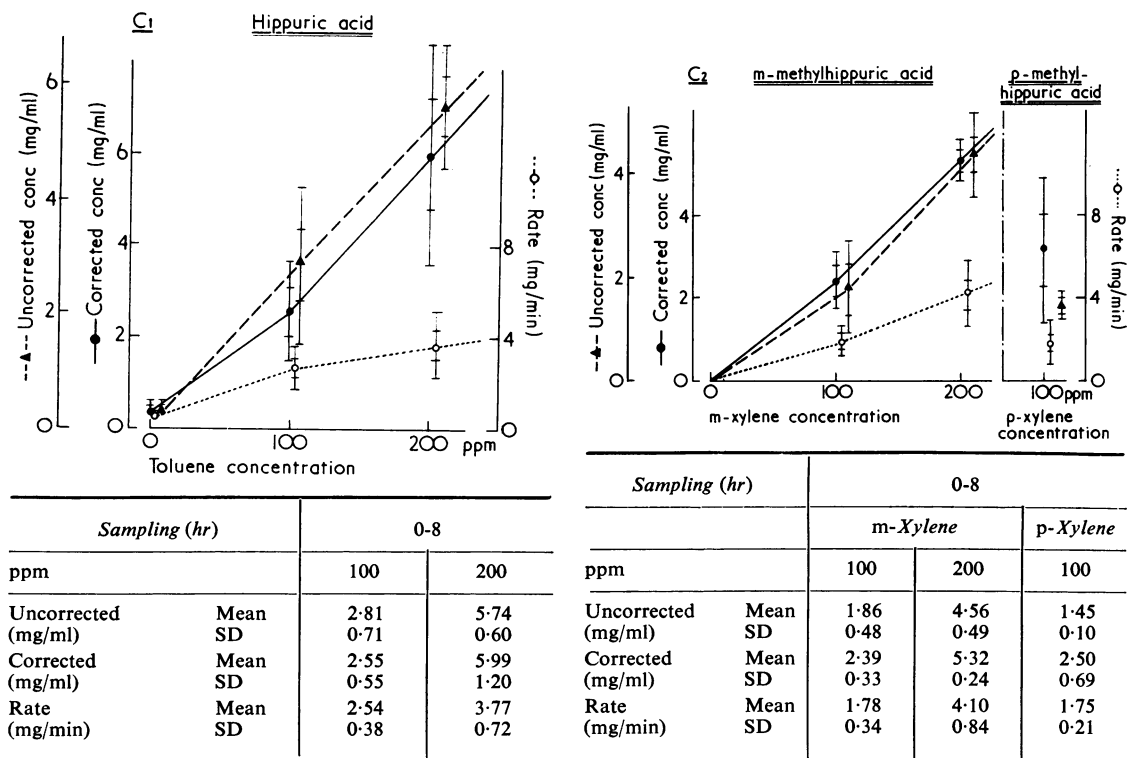 C1 Hippuric acid
--▲-- Uncorrected conc (mg/ml)
6
4
2
O
—●— Corrected conc (mg/ml)
6
4
2
O
--o-- Rate (mg/min)
8
4
O
O 100 200 ppm
Toluene concentration
C2 m-methylhippuric acid
p-methyl-
hippuric acid
--▲-- Uncorrected conc (mg/ml)
4
2
O
—●— Corrected conc (mg/ml)
4
2
O
O 100 200
m-xylene concentration
100 ppm
p-xylene
concentration
--o-- Rate (mg/min)
8
4
O
Sampling (hr) 0-8
ppm 100 200
Uncorrected Mean 2·81 5·74
(mg/ml) SD 0·71 0·60
Corrected Mean 2·55 5·99
(mg/ml) SD 0·55 1·20
Rate Mean 2·54 3·77
(mg/min) SD 0·38 0·72
Sampling (hr) 0-8
m-Xylene p-Xylene
ppm 100 200 100
Uncorrected Mean 1·86 4·56 1·45
(mg/ml) SD 0·48 0·49 0·10
Corrected Mean 2·39 5·32 2·50
(mg/ml) SD 0·33 0·24 0·69
Rate Mean 1·78 4·10 1·75
(mg/min) SD 0·34 0·84 0·21